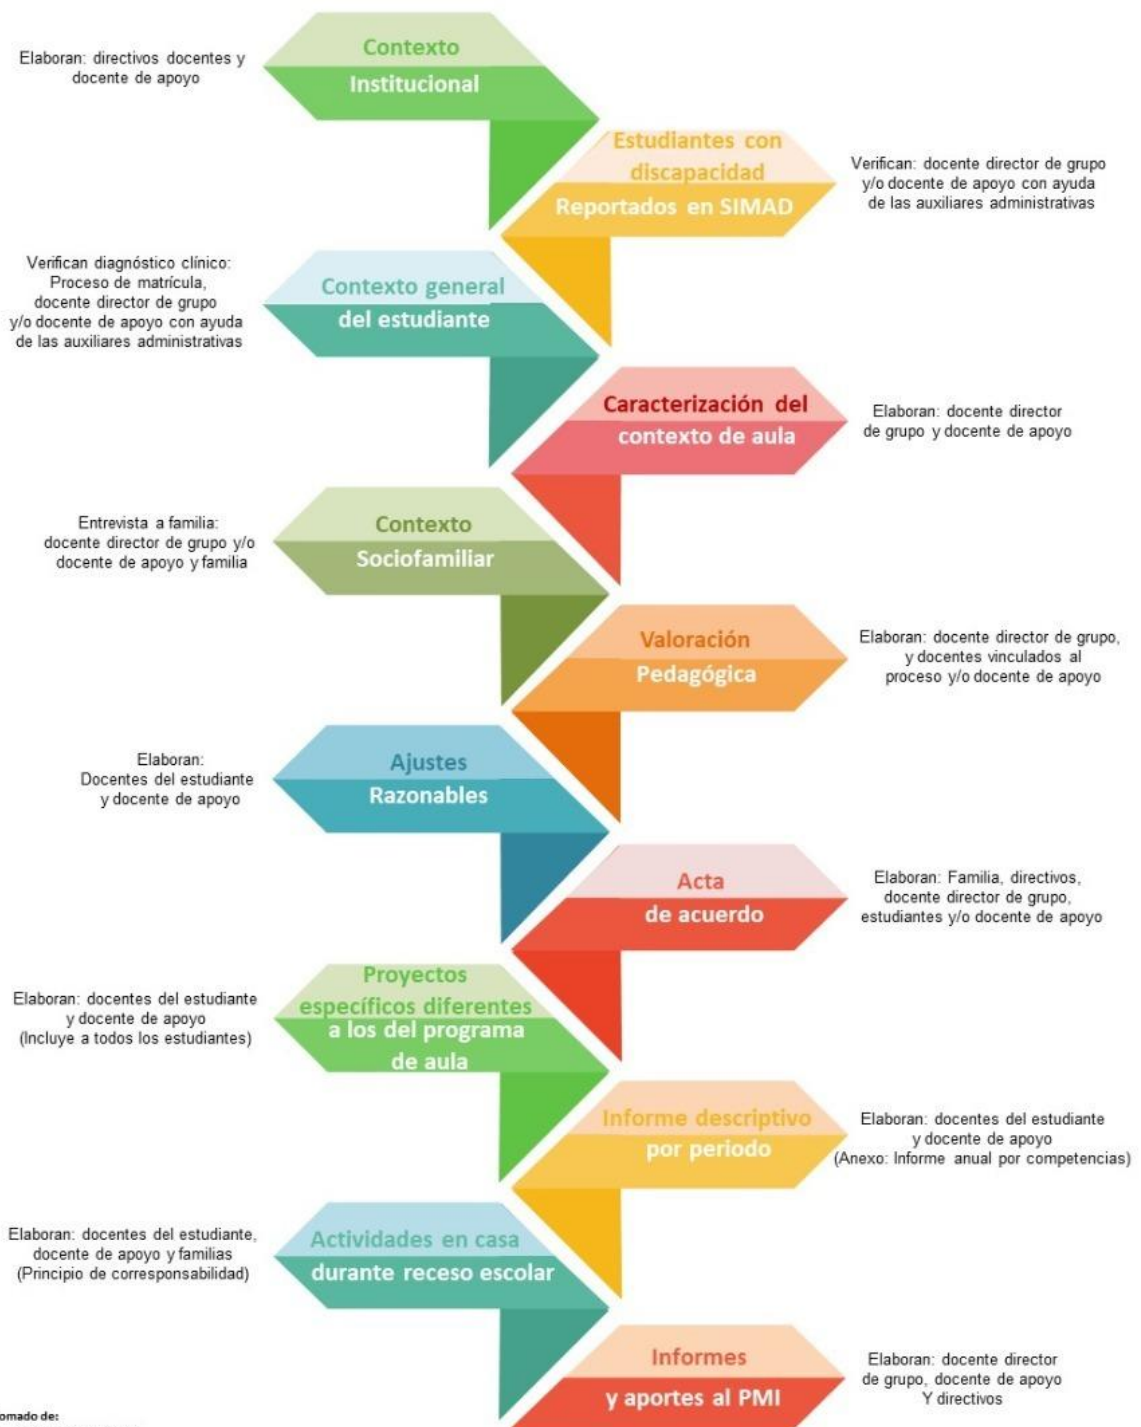 Contexto
Institucional
Elaboran: directivos docentes y
docente de apoyo
Estudiantes con
discapacidad
Reportados en SIMAD
Verifican: docente director de grupo
y/o docente de apoyo con ayuda
de las auxiliares administrativas
Verifican diagnóstico clínico:
Proceso de matrícula,
docente director de grupo
y/o docente de apoyo con ayuda
de las auxiliares administrativas
Contexto general
del estudiante
Caracterización del
contexto de aula
Elaboran: docente director
de grupo y docente de apoyo
Entrevista a familia:
docente director de grupo y/o
docente de apoyo y familia
Contexto
Sociofamiliar
Valoración
Pedagógica
Elaboran: docente director de grupo,
y docentes vinculados al
proceso y/o docente de apoyo
Elaboran:
Docentes del estudiante
y docente de apoyo
Ajustes
Razonables
Acta
de acuerdo
Elaboran: Familia, directivos,
docente director de grupo,
estudiantes y/o docente de apoyo
Elaboran: docentes del estudiante
y docente de apoyo
(Incluye a todos los estudiantes)
Proyectos
específicos diferentes
a los del programa
de aula
Informe descriptivo
por periodo
Elaboran: docentes del estudiante
y docente de apoyo
(Anexo: Informe anual por competencias)
Elaboran: docentes del estudiante,
docente de apoyo y familias
(Principio de corresponsabilidad)
Actividades en casa
durante receso escolar
Informes
y aportes al PMI
Elaboran: docente director
de grupo, docente de apoyo
Y directivos
omado de: